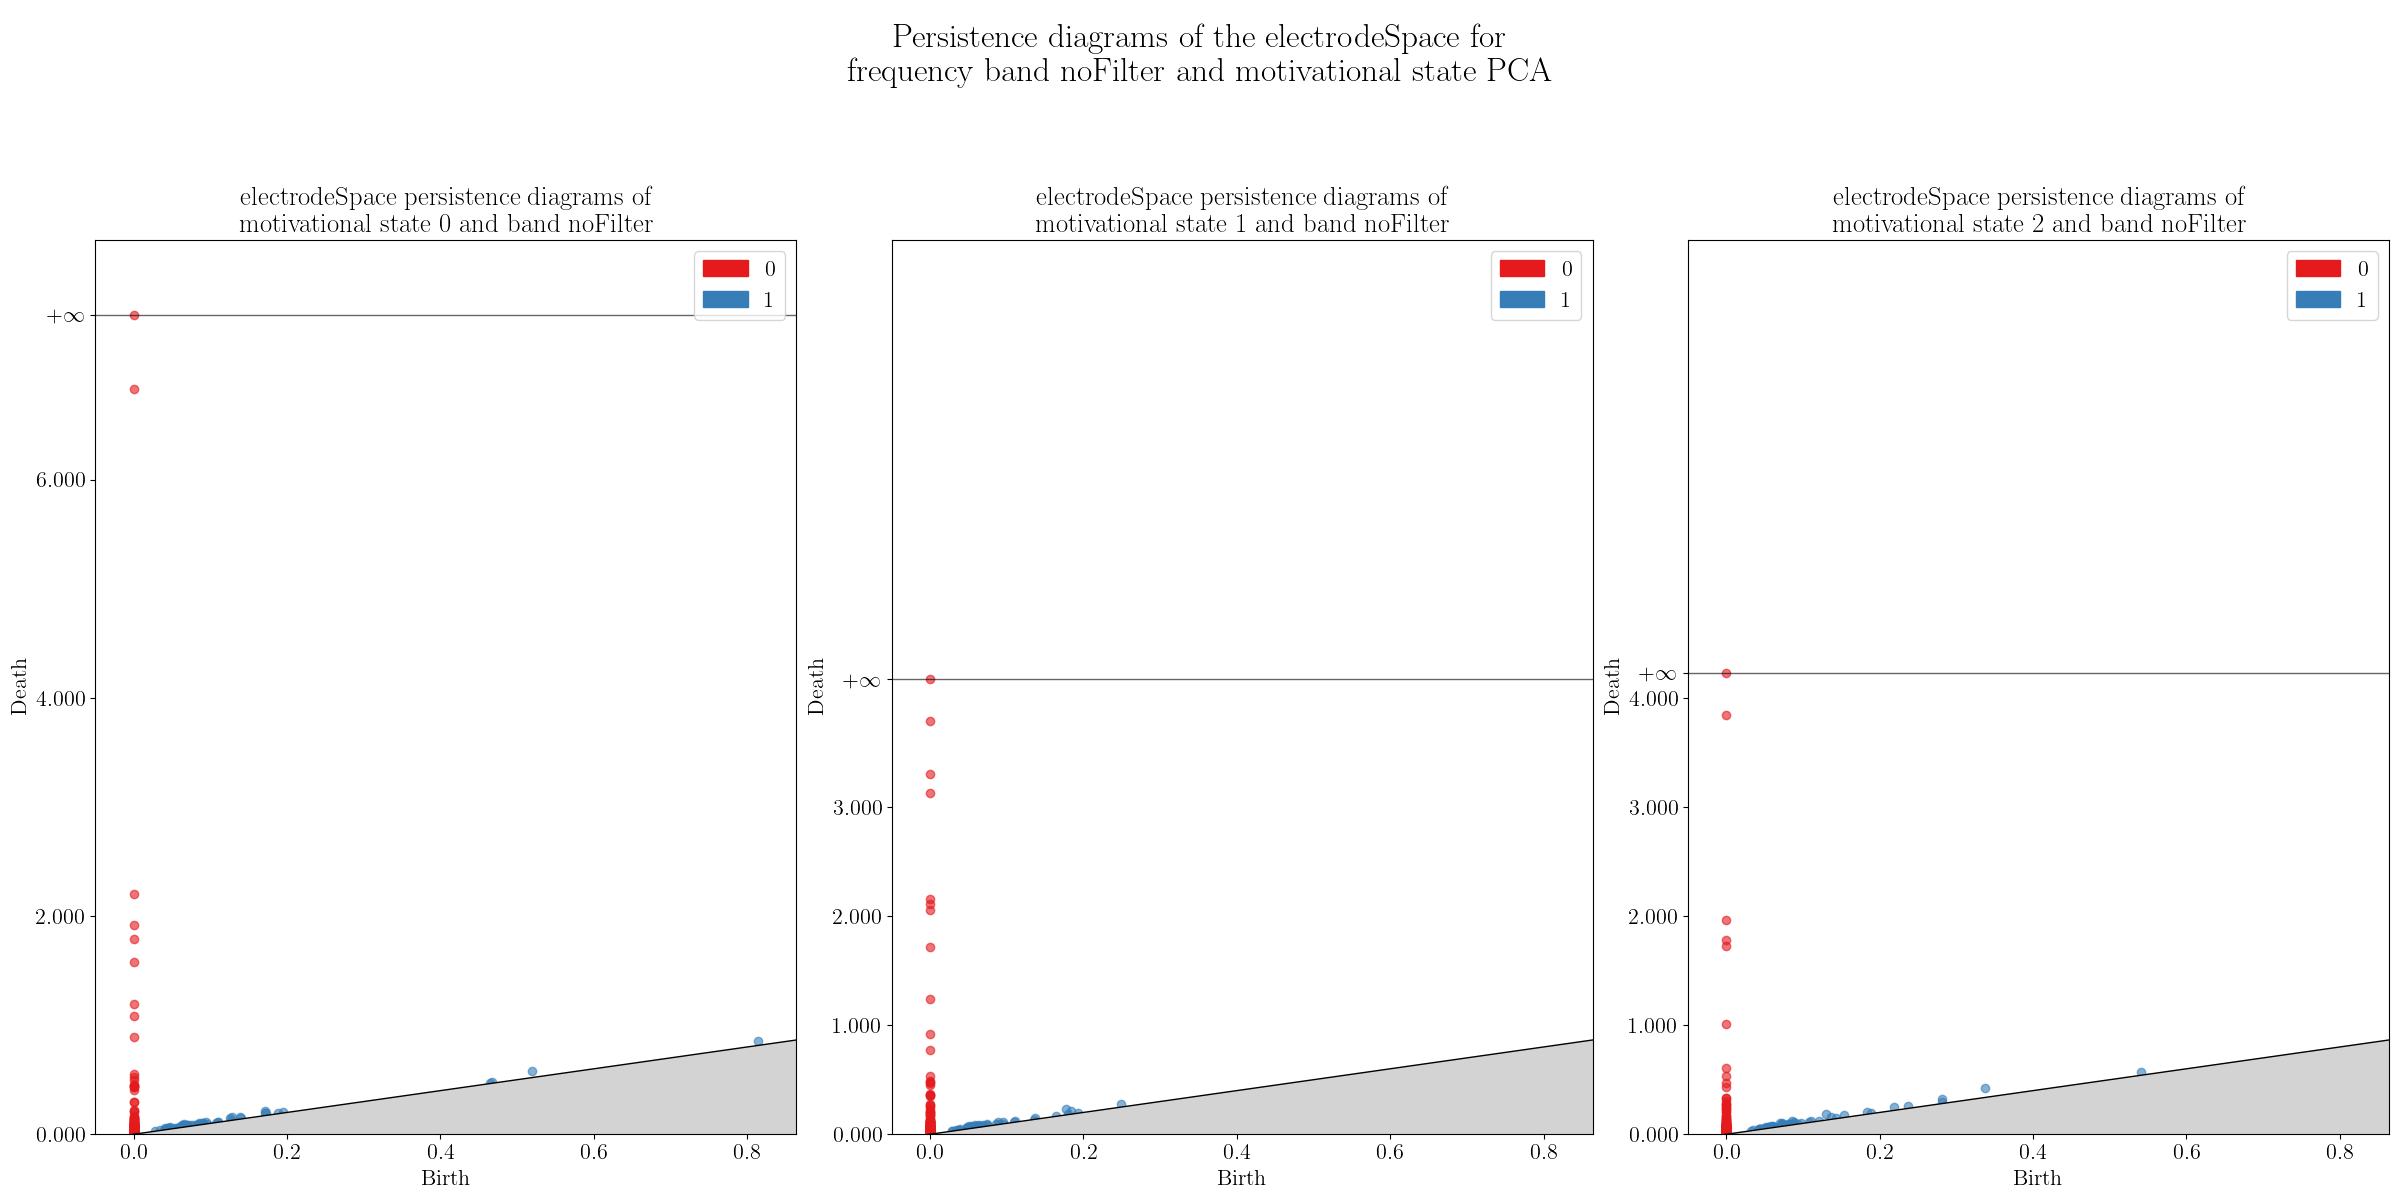 Persistence diagrams of the electrodeSpace for
frequency band noFilter and motivational state PCA
electrodeSpace persistence diagrams of
motivational state 0 and band noFilter
0
1
+∞
6.000
4.000
2.000
0.000
Death
0.0 0.2 0.4 0.6 0.8
Birth
electrodeSpace persistence diagrams of
motivational state 1 and band noFilter
0
1
+∞
3.000
2.000
1.000
0.000
Death
0.0 0.2 0.4 0.6 0.8
Birth
electrodeSpace persistence diagrams of
motivational state 2 and band noFilter
0
1
+∞
4.000
3.000
2.000
1.000
0.000
Death
0.0 0.2 0.4 0.6 0.8
Birth